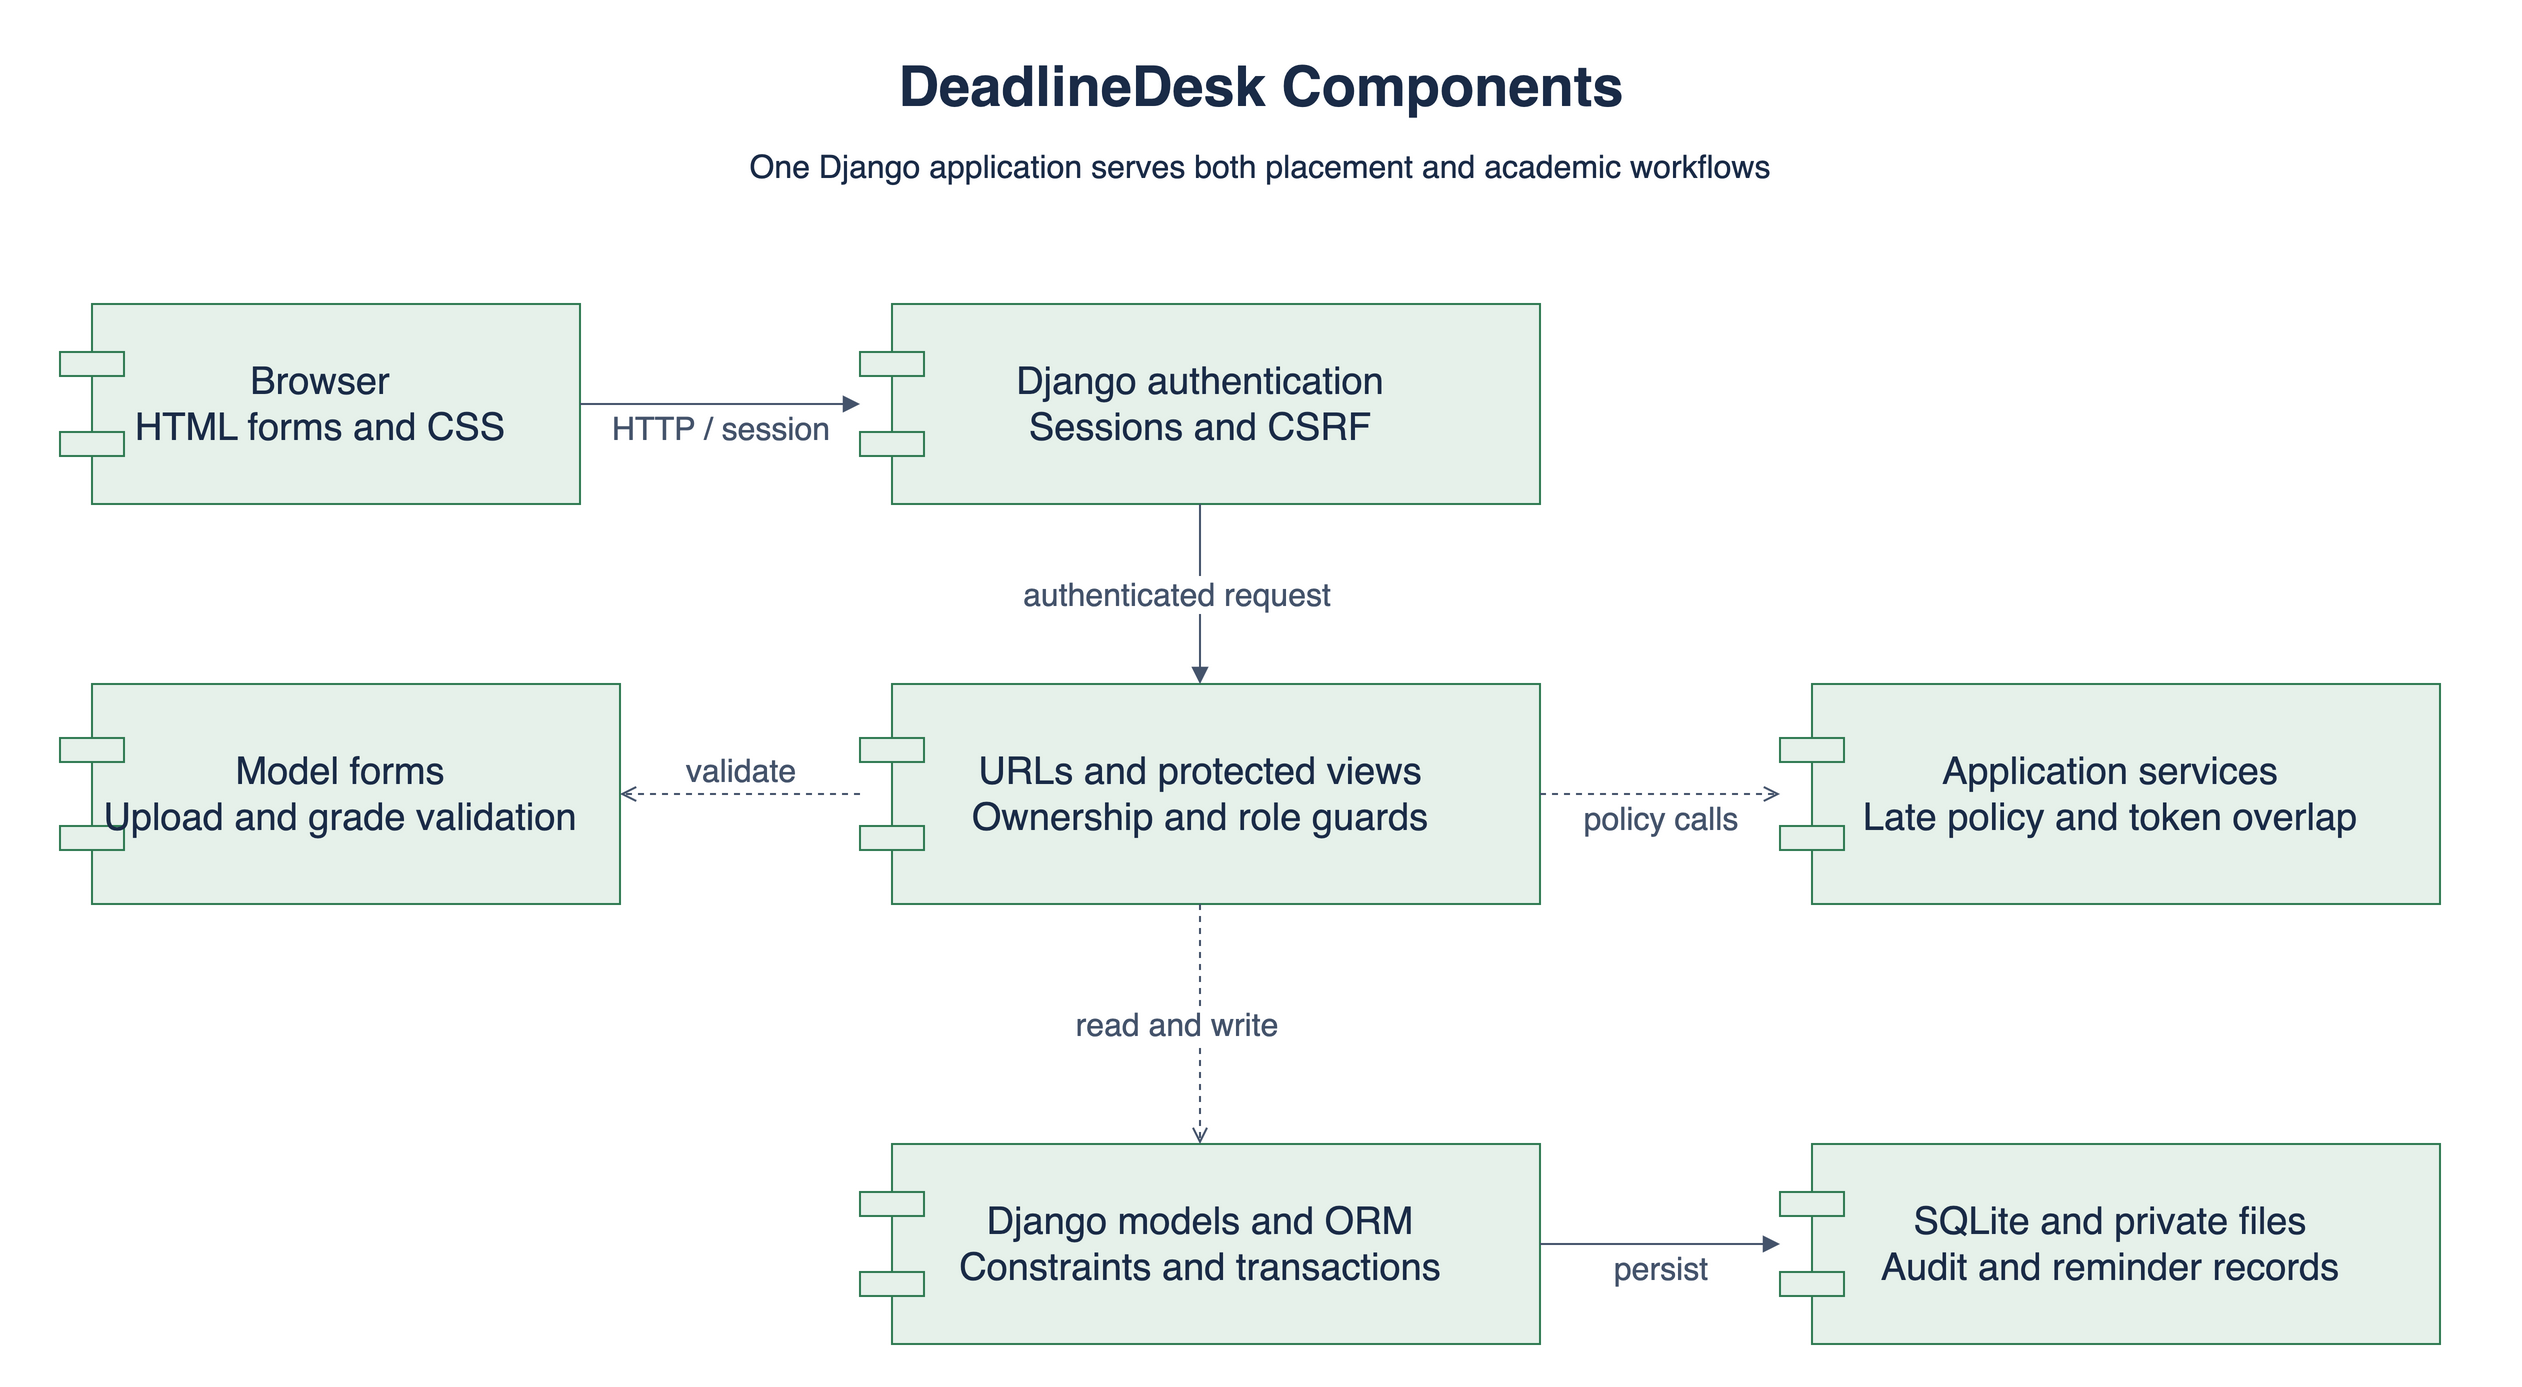 DeadlineDesk Components
One Django application serves both placement and academic workflows
Browser
HTML forms and CSS
HTTP / session
Django authentication
Sessions and CSRF
authenticated request
Model forms
Upload and grade validation
validate
URLs and protected views
Ownership and role guards
policy calls
Application services
Late policy and token overlap
read and write
Django models and ORM
Constraints and transactions
persist
SQLite and private files
Audit and reminder records